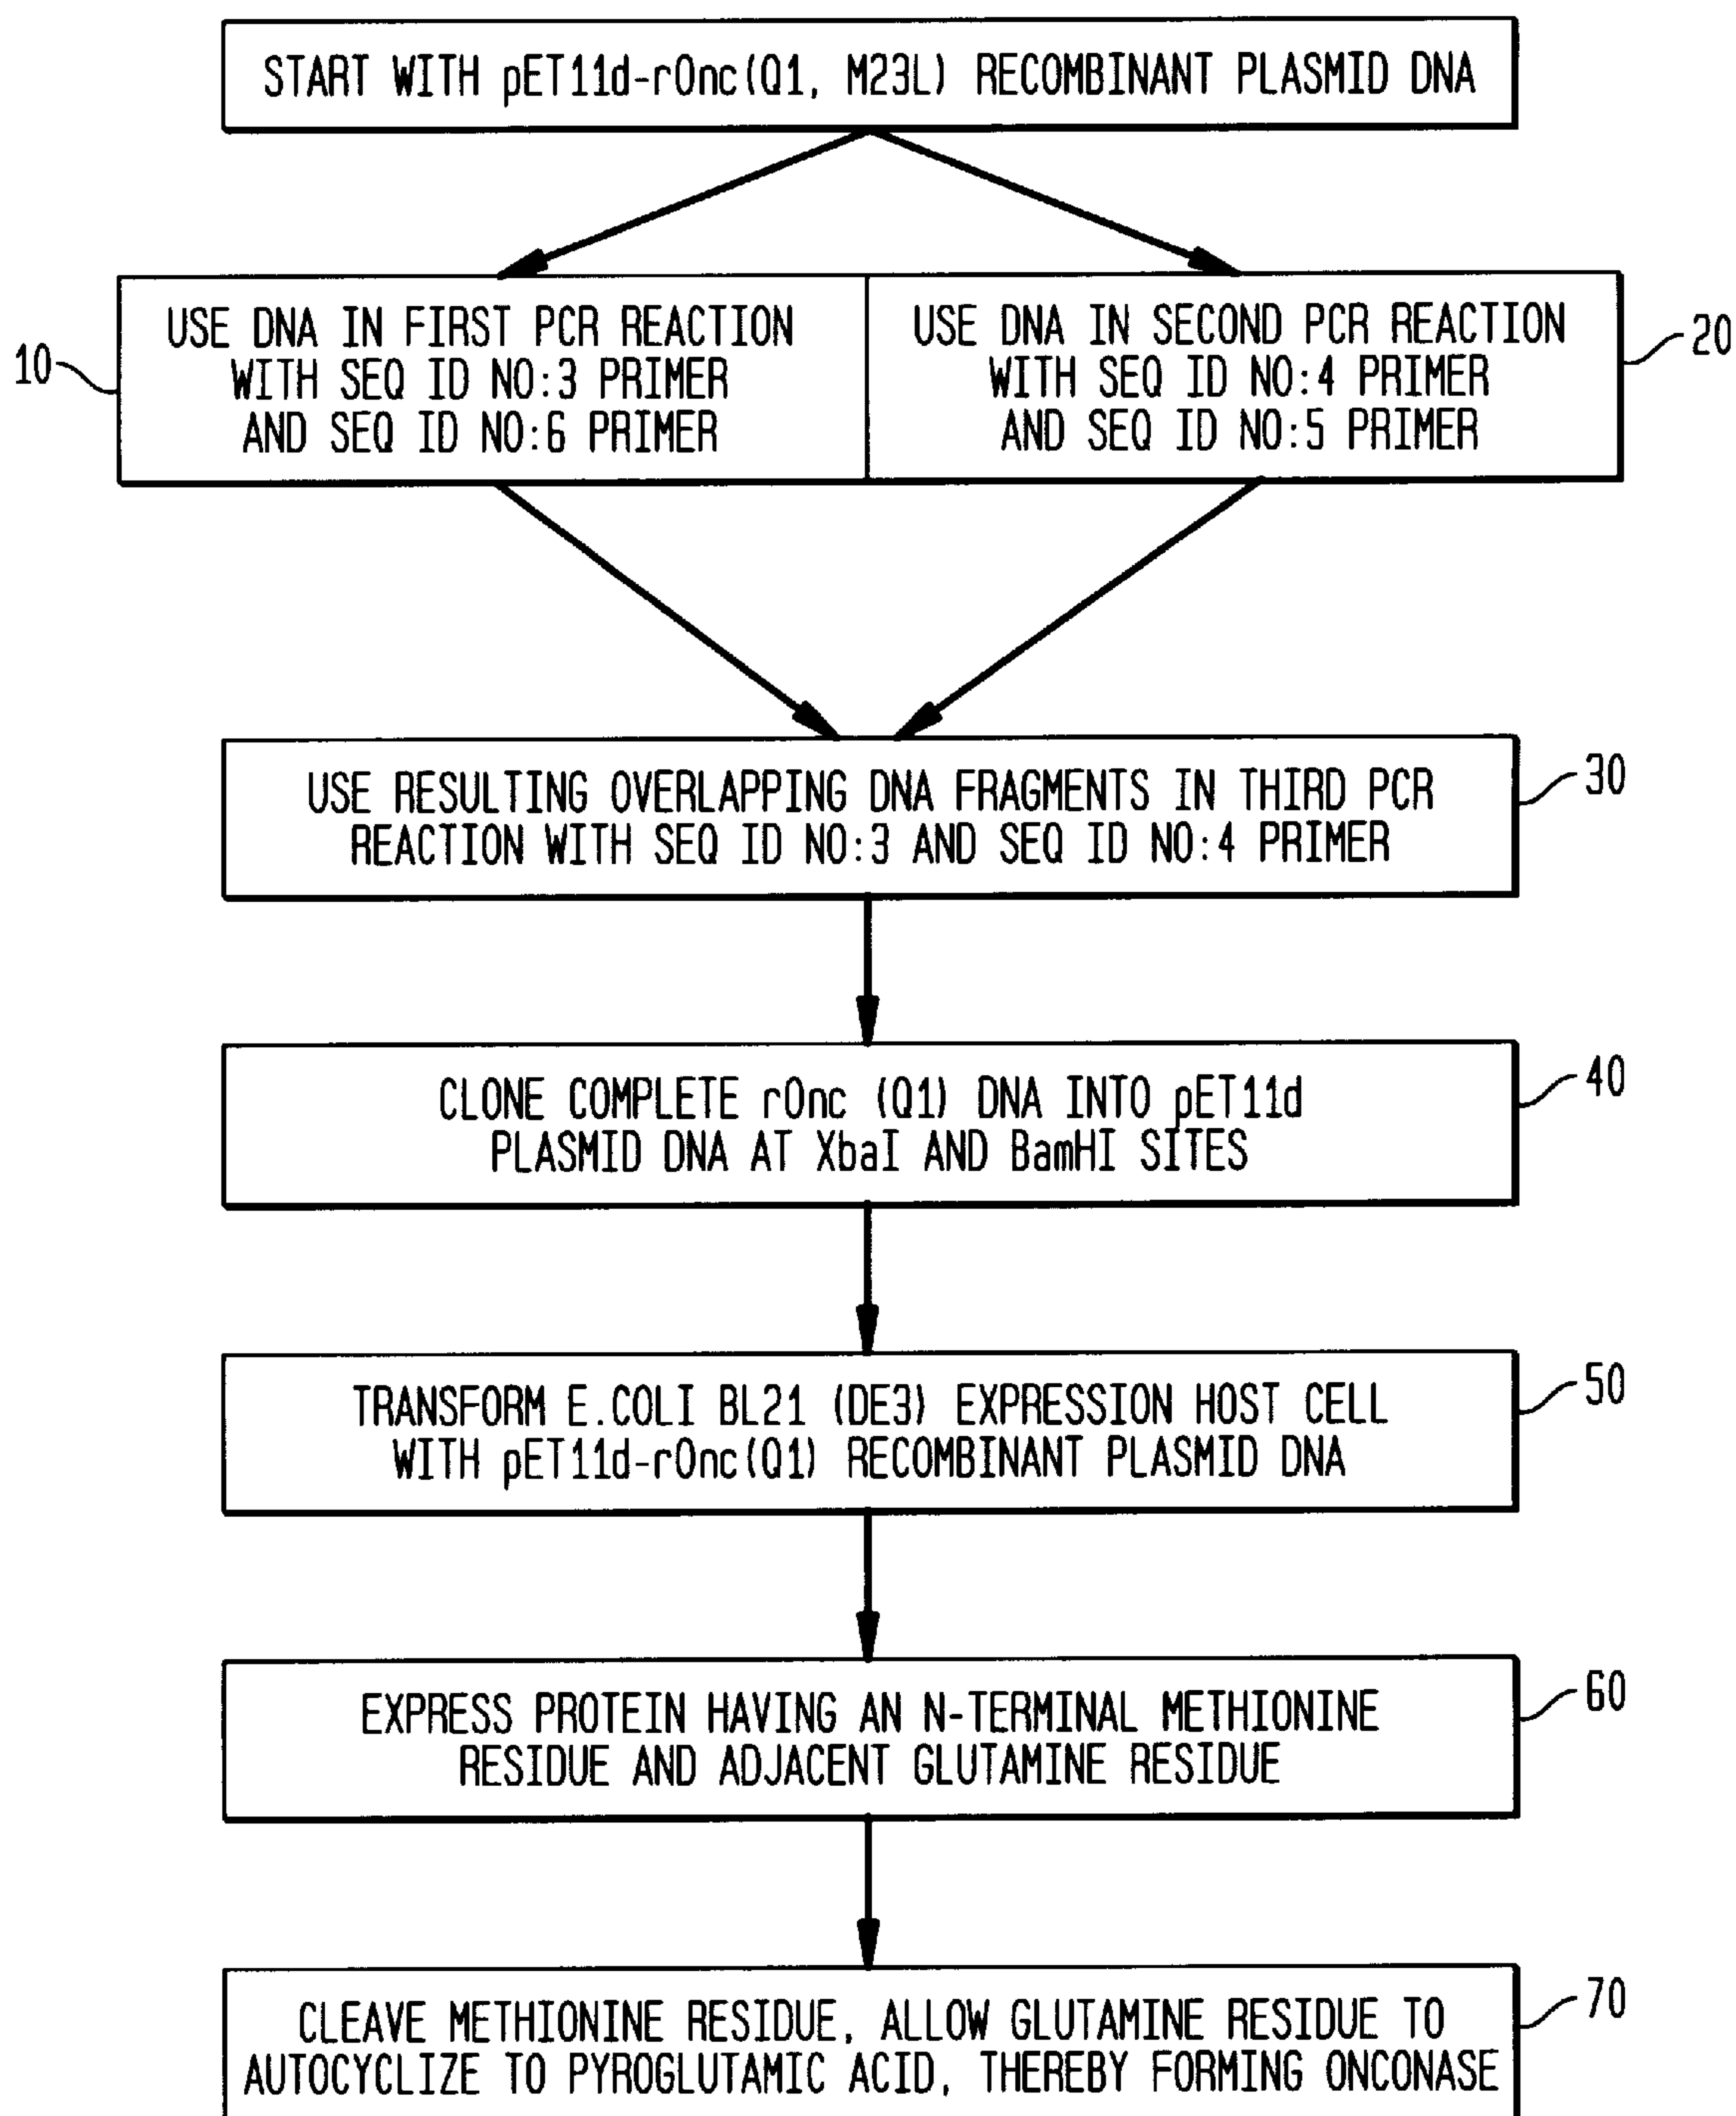 START WITH pET11d-rOnc(Q1, M23L) RECOMBINANT PLASMID DNA
10
USE DNA IN FIRST PCR REACTION
WITH SEQ ID NO:3 PRIMER
AND SEQ ID NO:6 PRIMER
USE DNA IN SECOND PCR REACTION
WITH SEQ ID NO:4 PRIMER
AND SEQ ID NO:5 PRIMER
20
USE RESULTING OVERLAPPING DNA FRAGMENTS IN THIRD PCR
REACTION WITH SEQ ID NO:3 AND SEQ ID NO:4 PRIMER
30
CLONE COMPLETE rOnc (Q1) DNA INTO pET11d
PLASMID DNA AT XbaI AND BamHI SITES
40
TRANSFORM E.COLI BL21 (DE3) EXPRESSION HOST CELL
WITH pET11d-rOnc(Q1) RECOMBINANT PLASMID DNA
50
EXPRESS PROTEIN HAVING AN N-TERMINAL METHIONINE
RESIDUE AND ADJACENT GLUTAMINE RESIDUE
60
CLEAVE METHIONINE RESIDUE, ALLOW GLUTAMINE RESIDUE TO
AUTOCYCLIZE TO PYROGLUTAMIC ACID, THEREBY FORMING ONCONASE
70